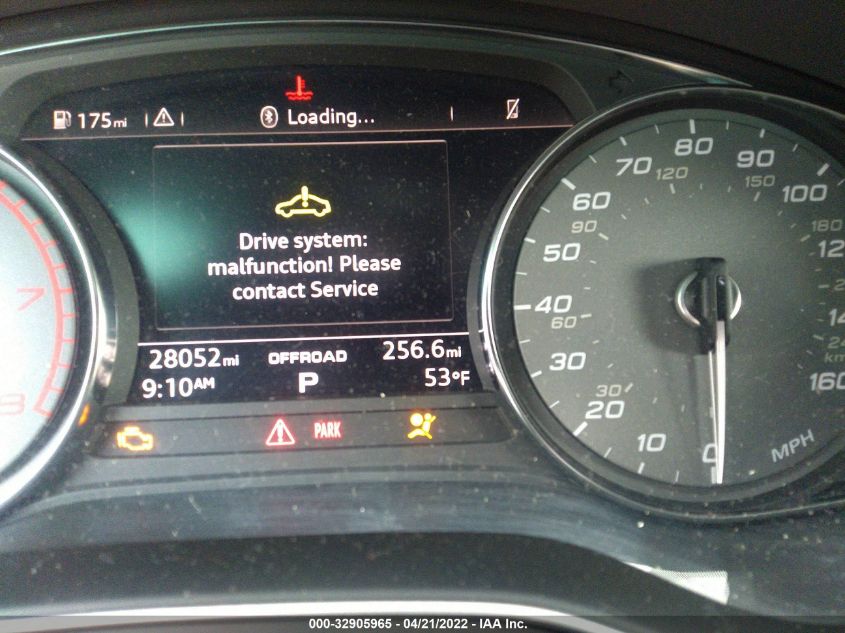 175mi
Loading...
Drive system:
malfunction! Please
contact Service
28052mi OFFROAD 256.6mi
9:10AM P 53°F
PARK
7
8
0
10
20
30
40
50
60
70
80
90
100
160
30
60
90
120
150
180
MPH
000-32905965 / 04/21/2022 - IAA Inc.